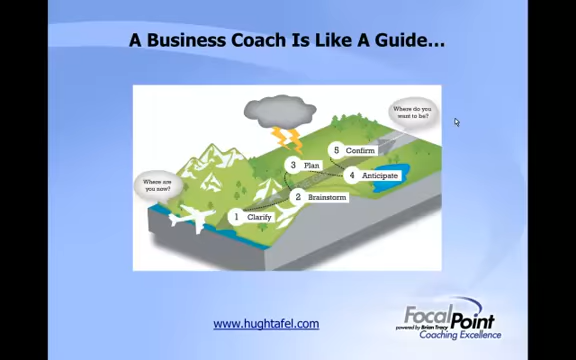 A Business Coach Is Like A Guide…
Where do you
want to be?
5 Confirm
3 Plan
4 Anticipate
Where are
you now?
2 Brainstorm
1 Clarify
www.hughtafel.com
FocalPoint
powered by Brian Tracy
Coaching Excellence